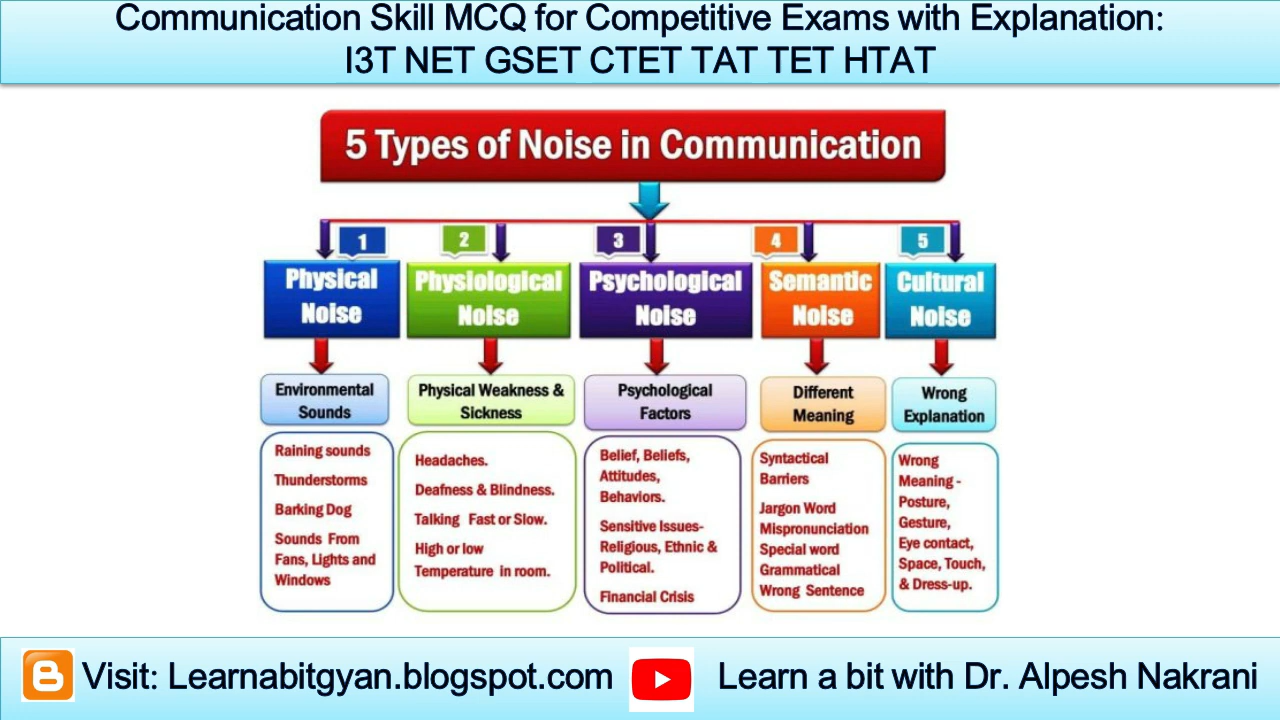 Communication Skill MCQ for Competitive Exams with Explanation:
I3T NET GSET CTET TAT TET HTAT
5 Types of Noise in Communication
1
Physical
Noise
Environmental
Sounds
Raining sounds
Thunderstorms
Barking Dog
Sounds From
Fans, Lights and
Windows
2
Physiological
Noise
Physical Weakness &
Sickness
Headaches.
Deafness & Blindness.
Talking Fast or Slow.
High or low
Temperature in room.
3
Psychological
Noise
Psychological
Factors
Belief, Beliefs,
Attitudes,
Behaviors.
Sensitive Issues-
Religious, Ethnic &
Political.
Financial Crisis
4
Semantic
Noise
Different
Meaning
Syntactical
Barriers
Jargon Word
Mispronunciation
Special word
Grammatical
Wrong Sentence
5
Cultural
Noise
Wrong
Explanation
Wrong
Meaning -
Posture,
Gesture,
Eye contact,
Space, Touch,
& Dress-up.
Visit: Learnabitgyan.blogspot.com
Learn a bit with Dr. Alpesh Nakrani